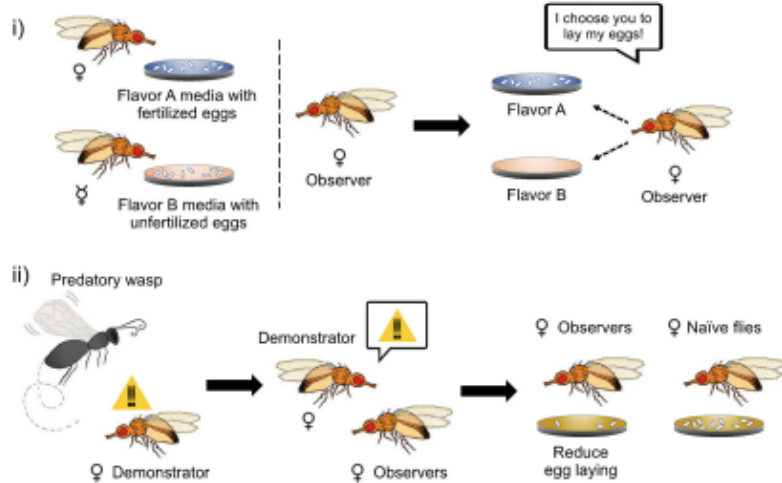 i)
♀
Flavor A media with
fertilized eggs
☿
Flavor B media with
unfertilized eggs
♀
Observer
I choose you to
lay my eggs!
Flavor A
Flavor B
♀
Observer
ii)
Predatory wasp
!
♀ Demonstrator
Demonstrator
!
♀
♀ Observers
♀ Observers
♀ Naïve flies
Reduce
egg laying